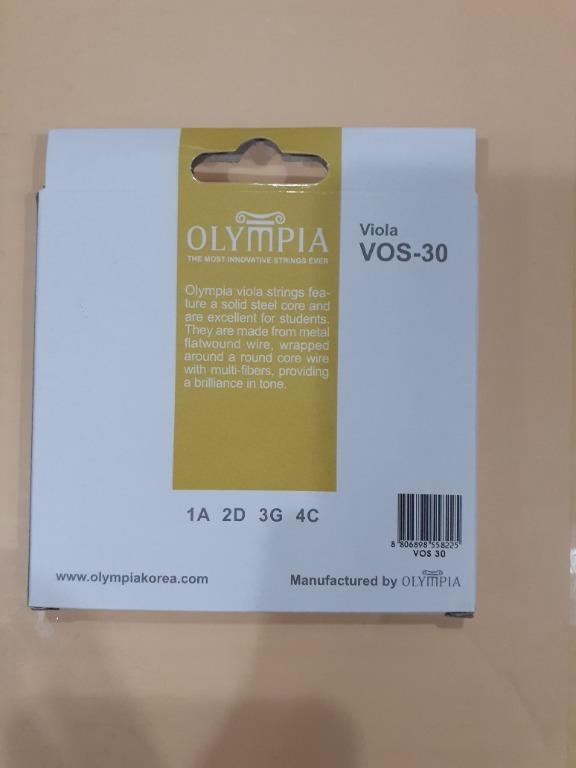 OLYMPIA
THE MOST INNOVATIVE STRINGS EVER
Viola
VOS-30
Olympia viola strings fea-
ture a solid steel core and
are excellent for students.
They are made from metal
flatwound wire, wrapped
around a round core wire
with multi-fibers, providing
a brilliance in tone.
1A 2D 3G 4C
8 806898 558225
VOS 30
www.olympiakorea.com
Manufactured by OLYMPIA